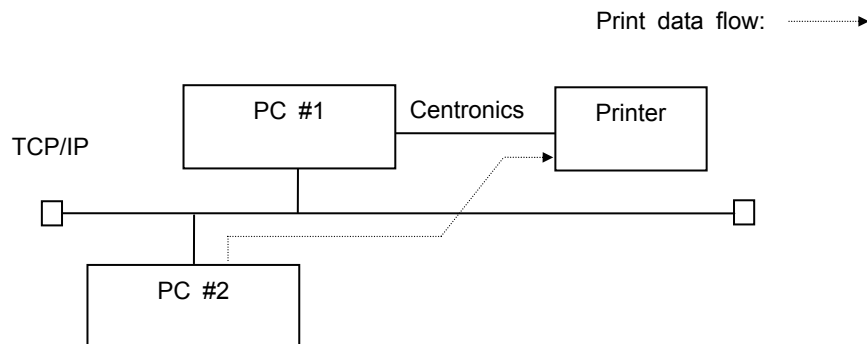 Print data flow:
PC #1
Centronics
Printer
TCP/IP
PC #2